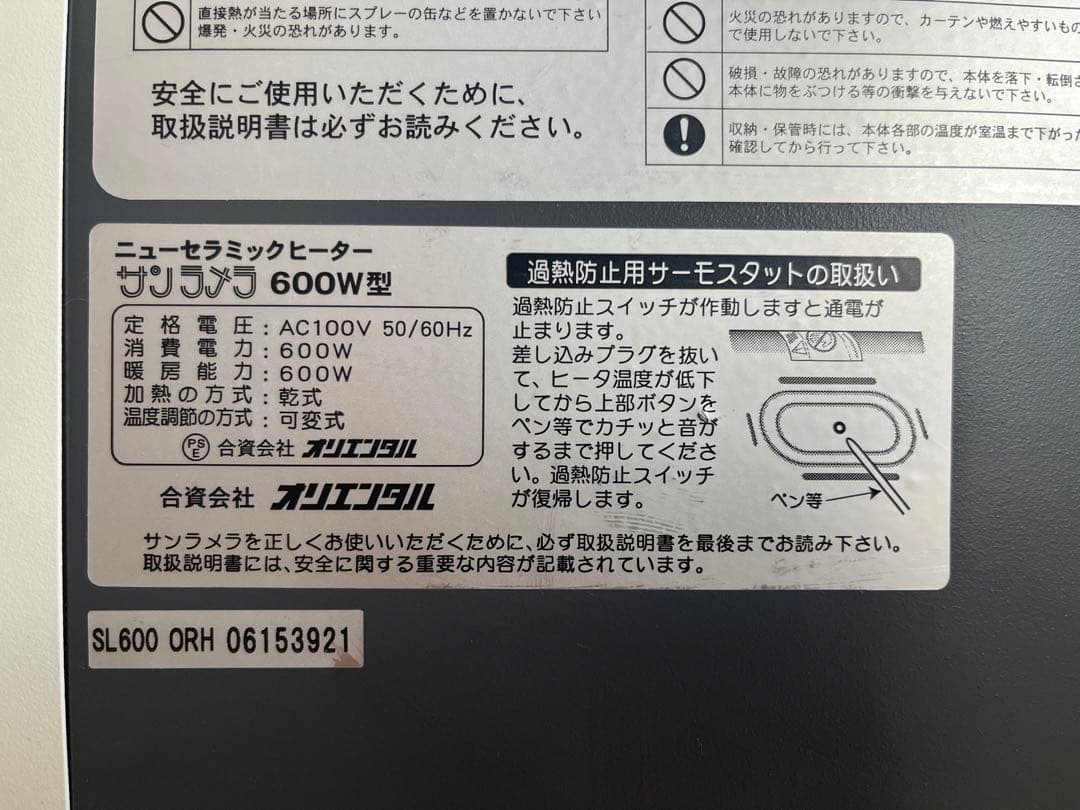 直接熱が当たる場所にスプレーの缶などを置かないで下さい
爆発・火災の恐れがあります。
安全にご使用いただくために、
取扱説明書は必ずお読みください。
火災の恐れがありますので、カーテンや燃えやすいもの
で使用しないで下さい。
破損・故障の恐れがありますので、本体を落下・転倒さ
本体に物をぶつける等の衝撃を与えないで下さい。
収納・保管時には、本体各部の温度が室温まで下がった
確認してから行って下さい。
ニューセラミックヒーター
サンラメラ 600W型
定格電圧：AC100V 50/60Hz
消費電力：600W
暖房能力：600W
加熱の方式：乾式
温度調節の方式：可変式
PSE 合資会社 オリエンタル
合資会社 オリエンタル
過熱防止用サーモスタットの取扱い
過熱防止スイッチが作動しますと通電が
止まります。
差し込みプラグを抜い
て、ヒータ温度が低下
してから上部ボタンを
ペン等でカチッと音が
するまで押してくださ
い。過熱防止スイッチ
が復帰します。
ペン等
サンラメラを正しくお使いいただくために、必ず取扱説明書を最後までお読み下さい。
取扱説明書には、安全に関する重要な内容が記載されています。
SL600 ORH 06153921